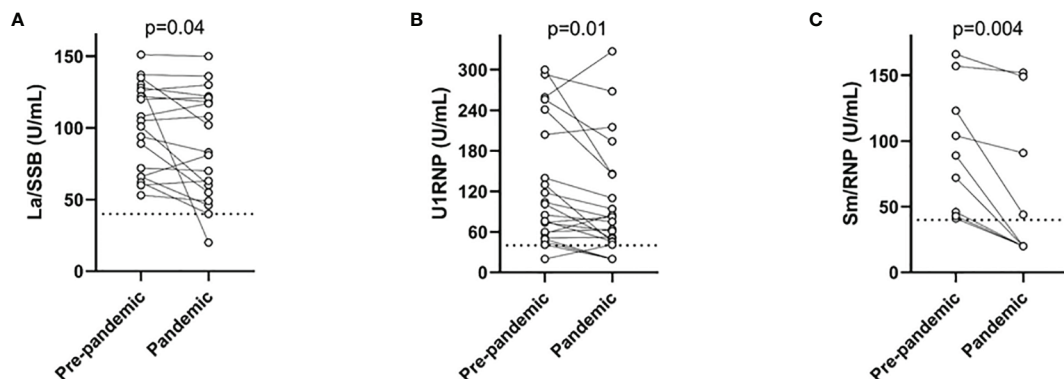 A
p=0.04
La/SSB (U/mL)
150
100
50
0
Pre-pandemic
Pandemic
B
p=0.01
U1RNP (U/mL)
300
240
180
120
60
0
Pre-pandemic
Pandemic
C
p=0.004
Sm/RNP (U/mL)
150
100
50
0
Pre-pandemic
Pandemic